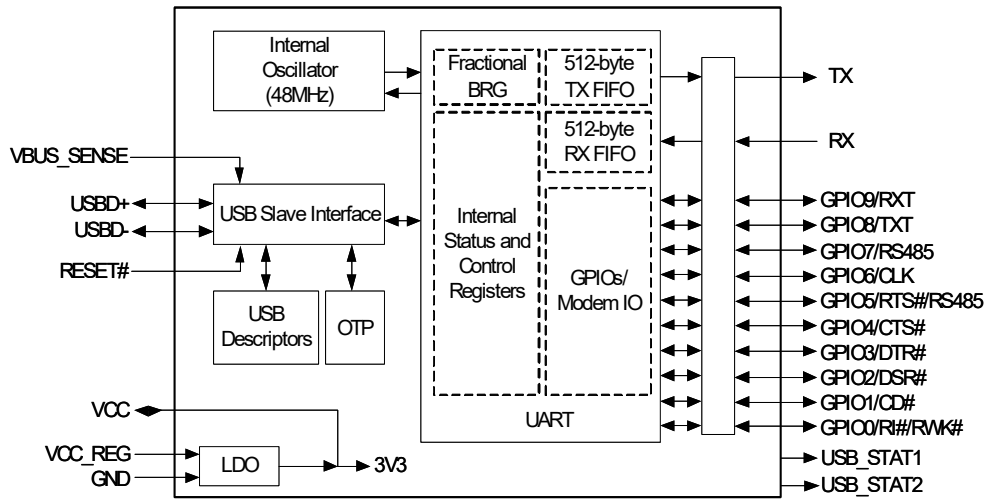 Internal
Oscillator
(48MHz)
Fractional
BRG
512-byte
TX FIFO
512-byte
RX FIFO
TX
RX
VBUS_SENSE
USBD+
USBD-
RESET#
USB Slave Interface
USB
Descriptors
OTP
Internal
Status and
Control
Registers
GPIOs/
Modem IO
UART
GPIO9/RXT
GPIO8/TXT
GPIO7/RS485
GPIO6/CLK
GPIO5/RTS#/RS485
GPIO4/CTS#
GPIO3/DTR#
GPIO2/DSR#
GPIO1/CD#
GPIO0/RI#/RWK#
USB_STAT1
USB_STAT2
VCC
VCC_REG
GND
LDO
3V3